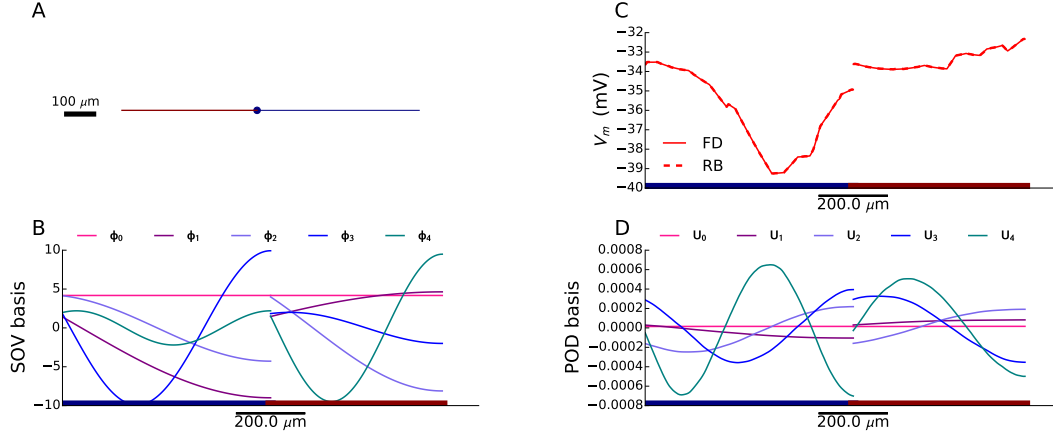 A
100 μm
B
ϕ0 ϕ1 ϕ2 ϕ3 ϕ4
10
5
0
−5
−10
SOV basis
200.0 μm
C
−32
−33
−34
−35
−36
−37
−38
−39
−40
Vm (mV)
FD
RB
200.0 μm
D
U0 U1 U2 U3 U4
0.0008
0.0006
0.0004
0.0002
0.0000
−0.0002
−0.0004
−0.0006
−0.0008
POD basis
200.0 μm